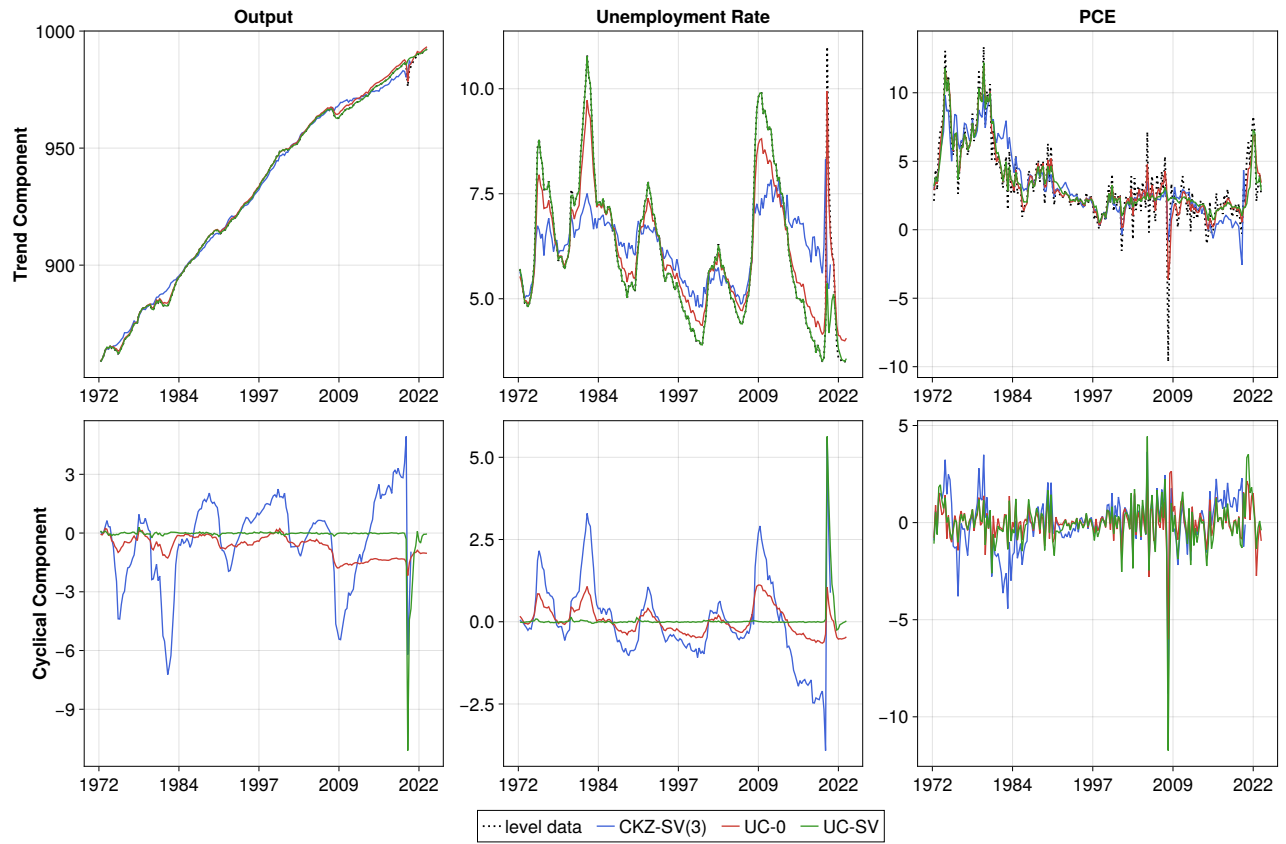 Output
Unemployment Rate
PCE
Trend Component
1000
950
900
1972 1984 1997 2009 2022
10.0
7.5
5.0
1972 1984 1997 2009 2022
10
5
0
−5
−10
1972 1984 1997 2009 2022
Cyclical Component
3
0
−3
−6
−9
1972 1984 1997 2009 2022
5.0
2.5
0.0
−2.5
1972 1984 1997 2009 2022
5
0
−5
−10
1972 1984 1997 2009 2022
level data CKZ-SV(3) UC-0 UC-SV